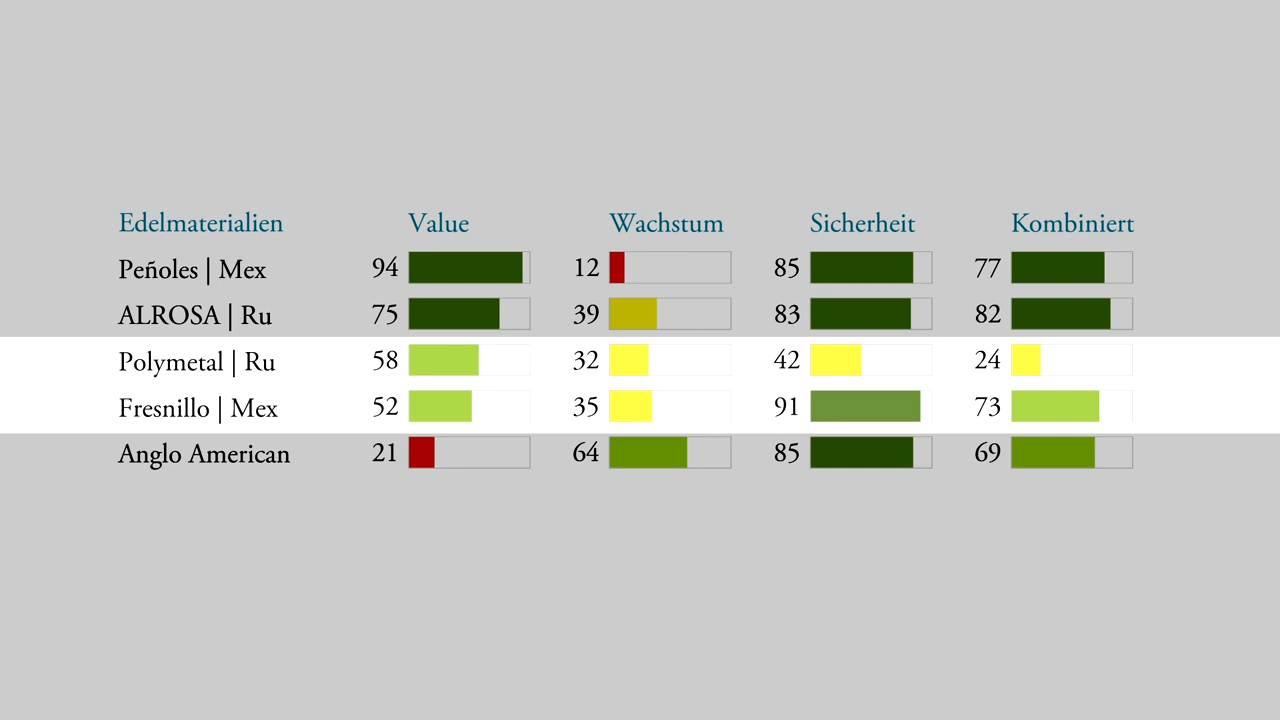 Edelmaterialien Value Wachstum Sicherheit Kombiniert
Peñoles | Mex 94 12 85 77
ALROSA | Ru 75 39 83 82
Polymetal | Ru 58 32 42 24
Fresnillo | Mex 52 35 91 73
Anglo American 21 64 85 69